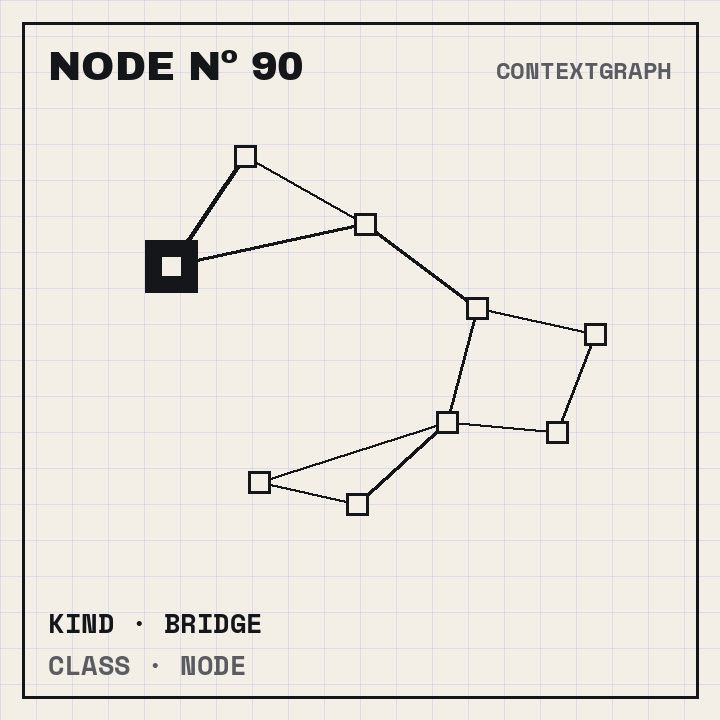 NODE Nº 90
CONTEXTGRAPH
KIND · BRIDGE
CLASS · NODE